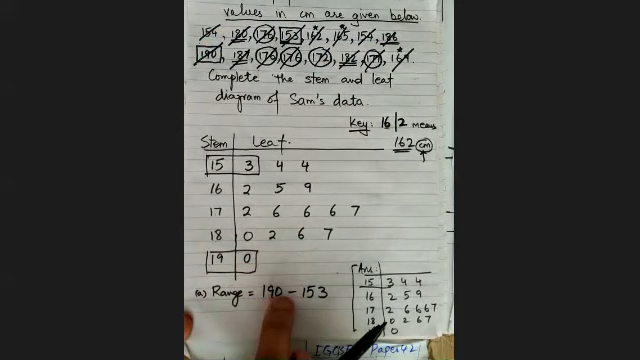 values in cm are given below.
154, 180, 176, 153, 162, 165, 154, 186
190, 187, 176, 176, 172, 182, 177, 169
Complete the stem and leaf
diagram of Sam's data.
Key: 16|2 means
162 cm
Stem Leaf
15 3 4 4
16 2 5 9
17 2 6 6 6 7
18 0 2 6 7
19 0
(a) Range = 190 - 153
Ans:
15 3 4 4
16 2 5 9
17 2 6 6 6 7
18 0 2 6 7
0
IGCSE Paper 42